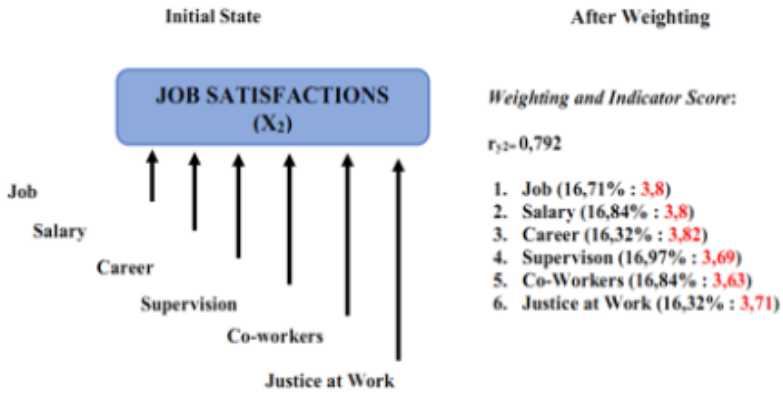 Initial State
After Weighting
JOB SATISFACTIONS
(X₂)
Job
Salary
Career
Supervision
Co-workers
Justice at Work
Weighting and Indicator Score:
ry2=0,792
1. Job (16,71% : 3,8)
2. Salary (16,84% : 3,8)
3. Career (16,32% : 3,82)
4. Supervison (16,97% : 3,69)
5. Co-Workers (16,84% : 3,63)
6. Justice at Work (16,32% : 3,71)